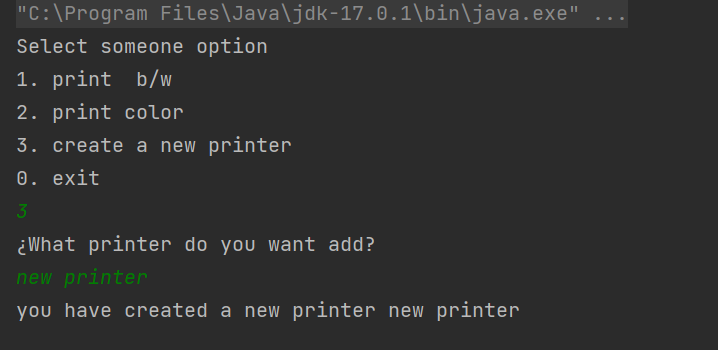 "C:\Program Files\Java\jdk-17.0.1\bin\java.exe" ...
Select someone option
1. print  b/w
2. print color
3. create a new printer
0. exit
3
¿What printer do you want add?
new printer
you have created a new printer new printer